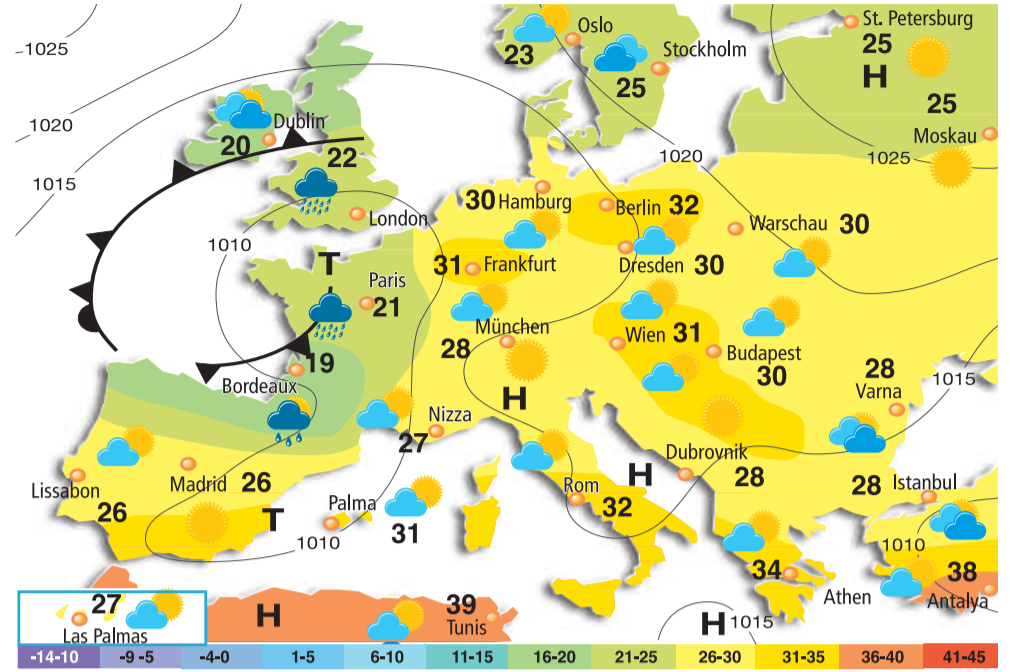 1025
Oslo
23
St. Petersburg
25
H
Stockholm
25
25
1020
Dublin
20
22
Moskau
1025
1020
1015
30 Hamburg
Berlin 32
London
Warschau 30
1010
T
31 Frankfurt
Dresden 30
Paris
21
München
28
Wien 31
Budapest
30
19
Bordeaux
28
Varna
1015
H
Nizza
27
Dubrovnik
28
H
Lissabon
26
Madrid 26
T
Palma
31
Rom
32
28
Istanbul
1010
1010
34
Athen
38
Antalya
27
Las Palmas
H
39
Tunis
H 1015
-14-10 -9 -5 -4-0 1-5 6-10 11-15 16-20 21-25 26-30 31-35 36-40 41-45